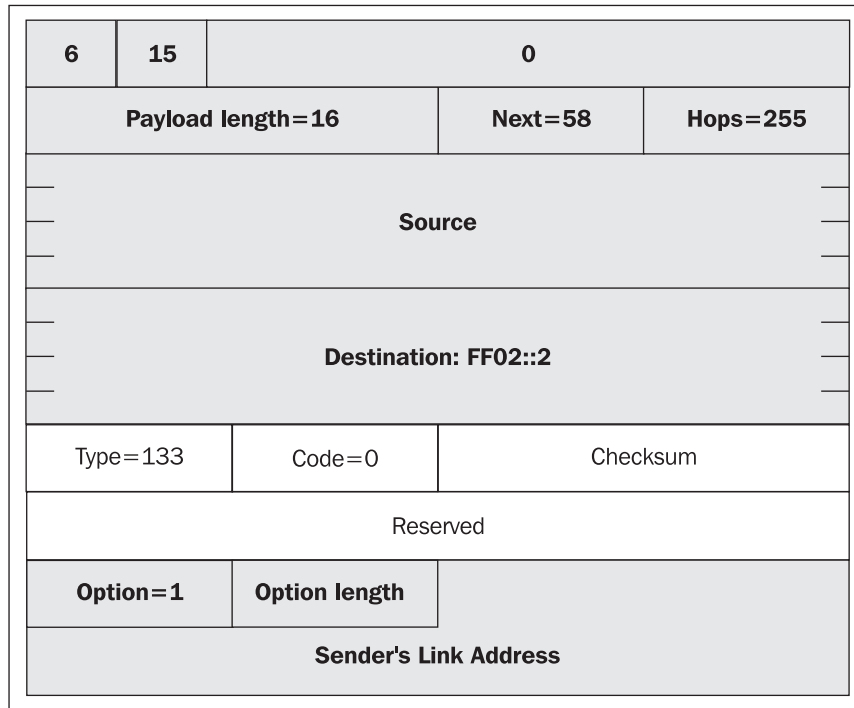 6 15 0
Payload length=16 Next=58 Hops=255
Source
Destination: FF02::2
Type=133 Code=0 Checksum
Reserved
Option=1 Option length
Sender's Link Address